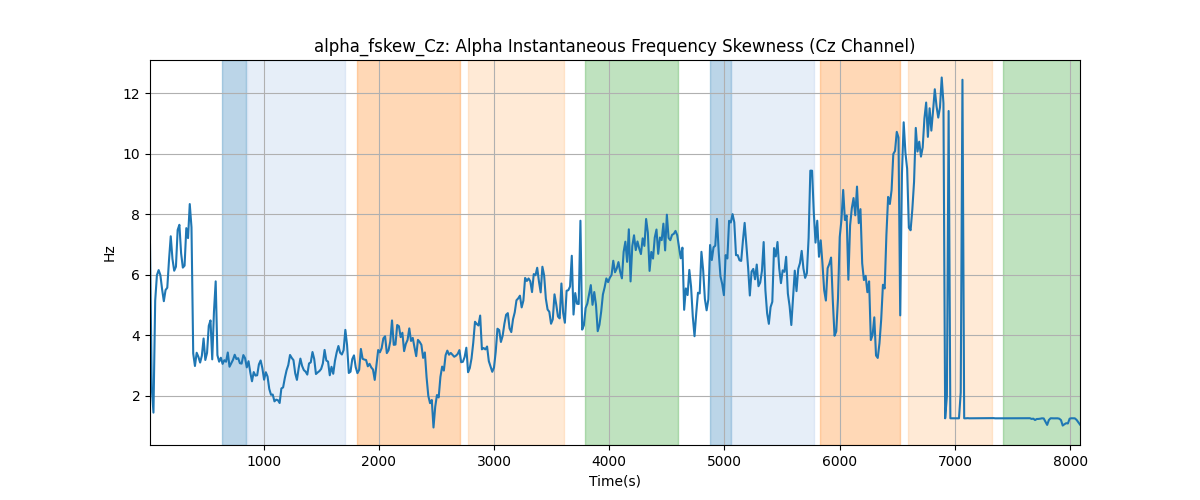 alpha_fskew_Cz: Alpha Instantaneous Frequency Skewness (Cz Channel)
12
10
8
6
4
2
Hz
1000 2000 3000 4000 5000 6000 7000 8000
Time(s)